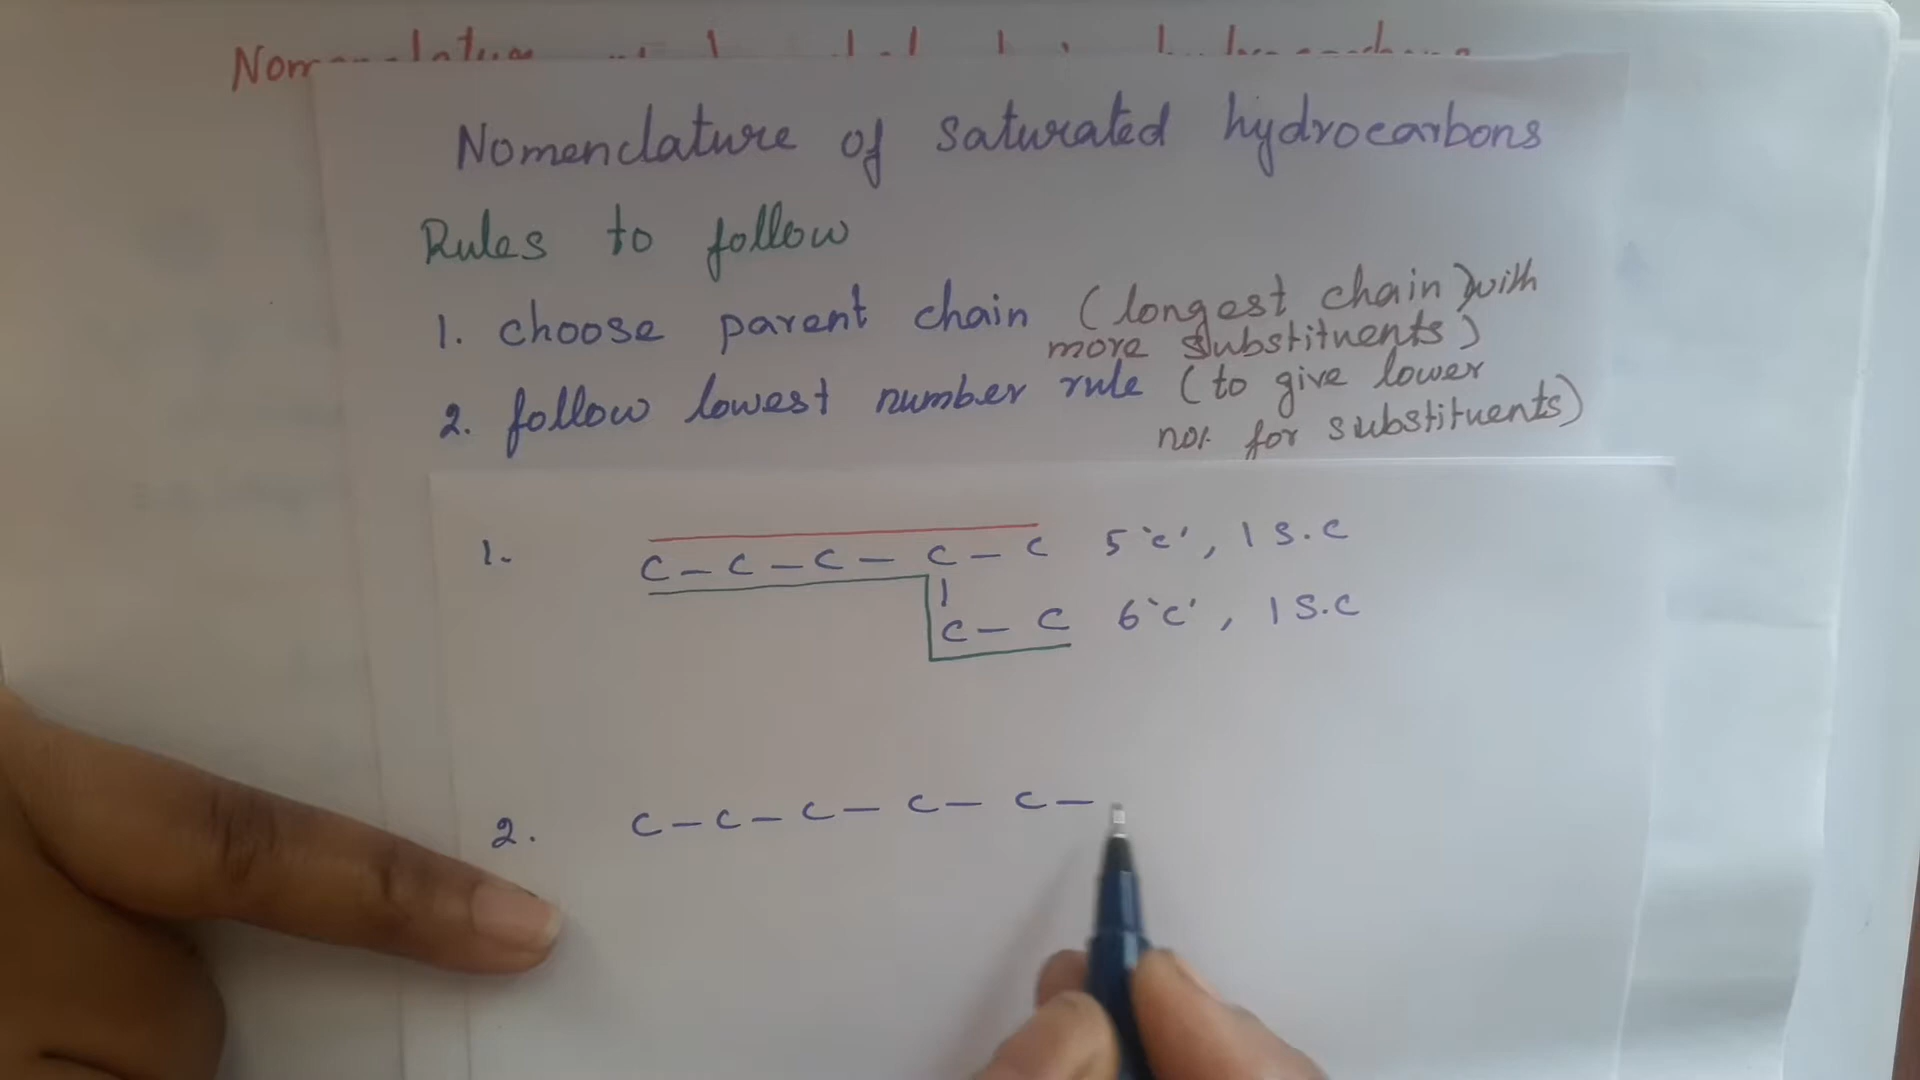 Nomenclature of saturated hydrocarbons
Rules to follow
1. choose parent chain (longest chain) with
more substituents)
2. follow lowest number rule (to give lower
no. for substituents)
1. C - C - C - C - C 5 'c', 1 S.C
C - C 6 'c', 1 S.C
2. C - C - C - C - C -